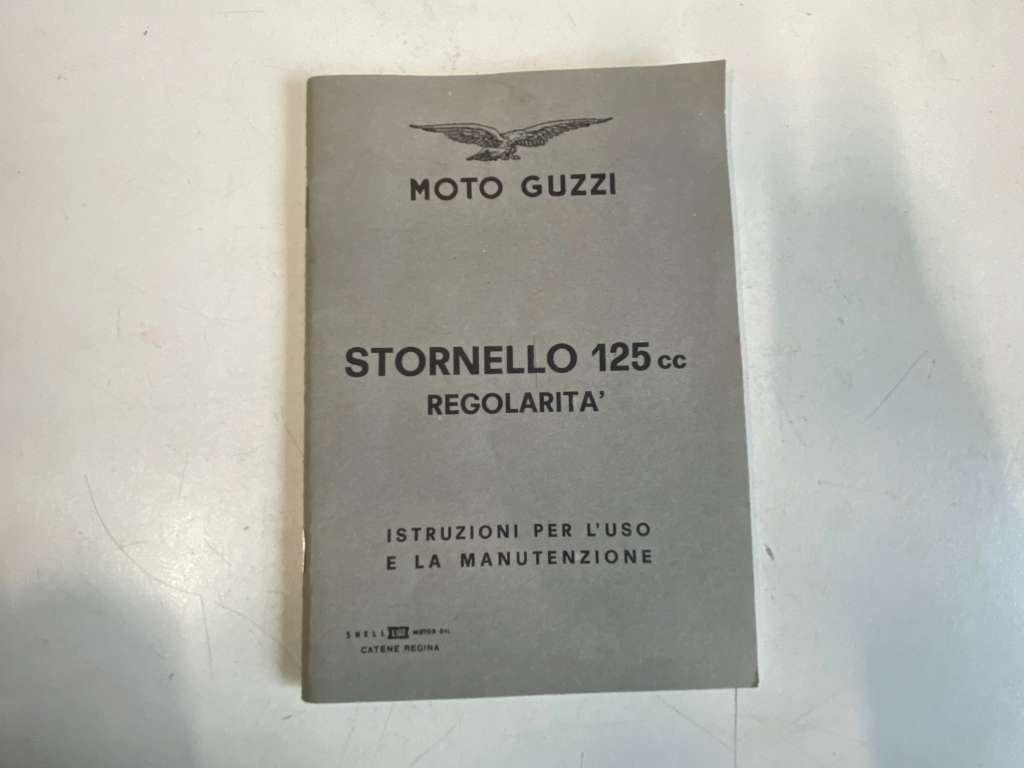 MOTO GUZZI
STORNELLO 125 cc
REGOLARITA'
ISTRUZIONI PER L'USO
E LA MANUTENZIONE
SHELL MOTOR OIL
CATENE REGINA